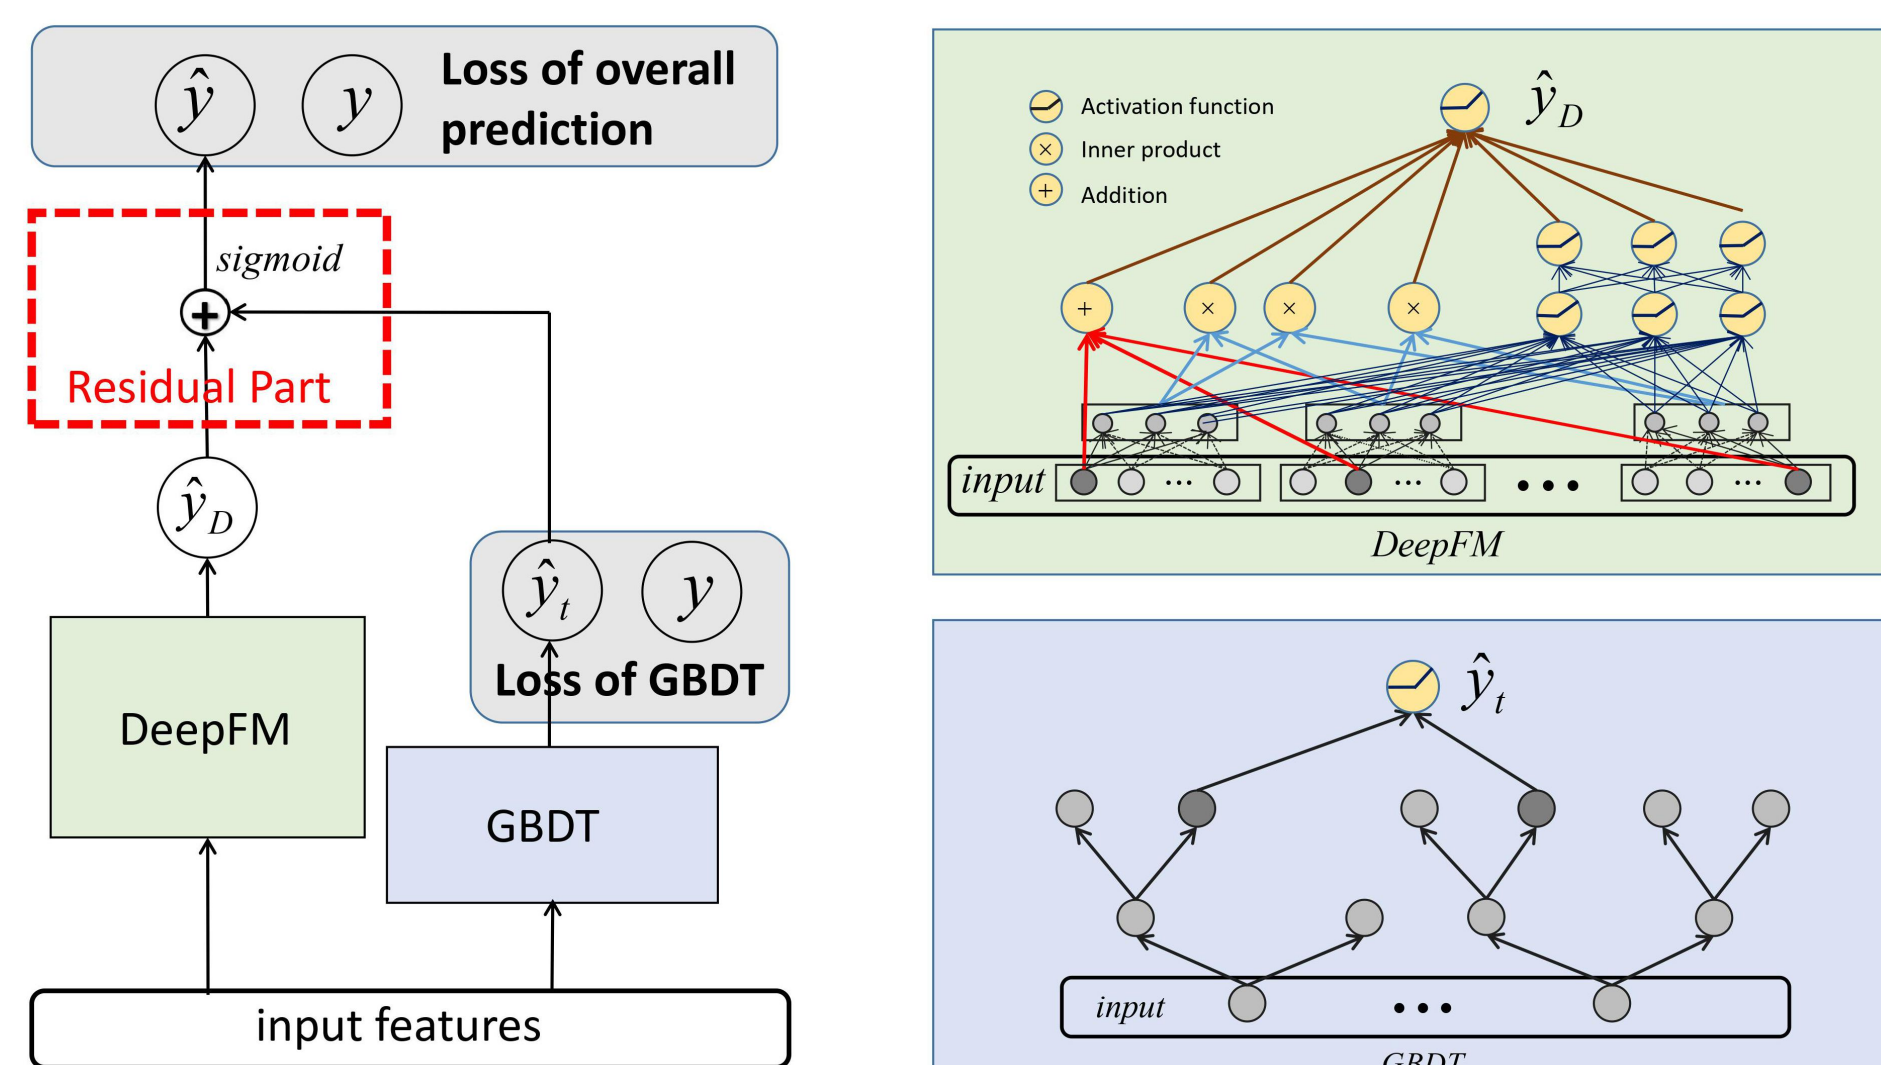 ŷ y Loss of overall
prediction
sigmoid
+
Residual Part
ŷ_D
ŷ_t y
Loss of GBDT
DeepFM
GBDT
input features
ŷ_D
Activation function
× Inner product
+ Addition
+ × × ×
input ... ... ... ...
DeepFM
ŷ_t
input ...
GBDT